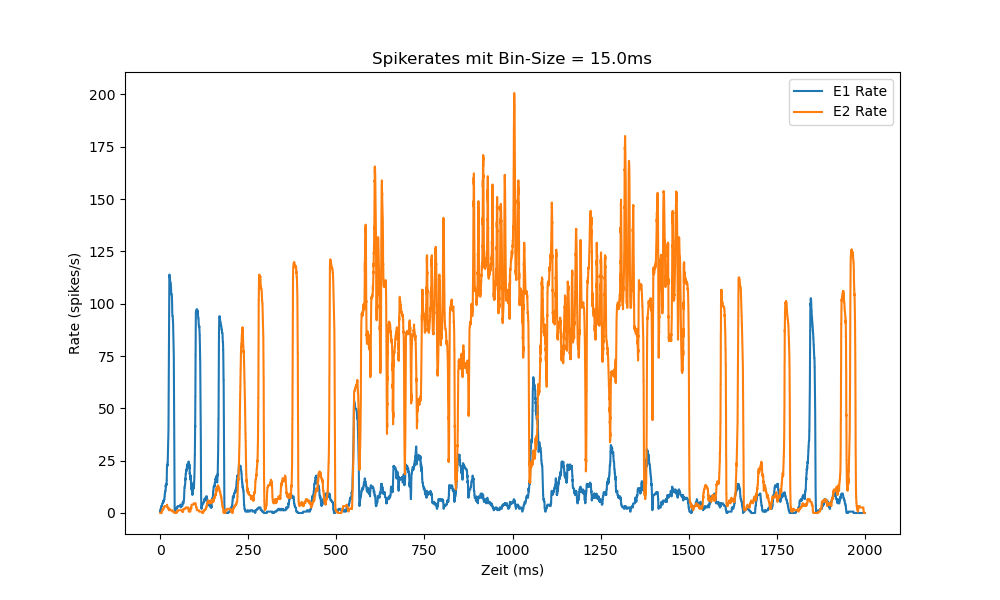 Spikerates mit Bin-Size = 15.0ms
E1 Rate
E2 Rate
Rate (spikes/s)
200
175
150
125
100
75
50
25
0
0 250 500 750 1000 1250 1500 1750 2000
Zeit (ms)